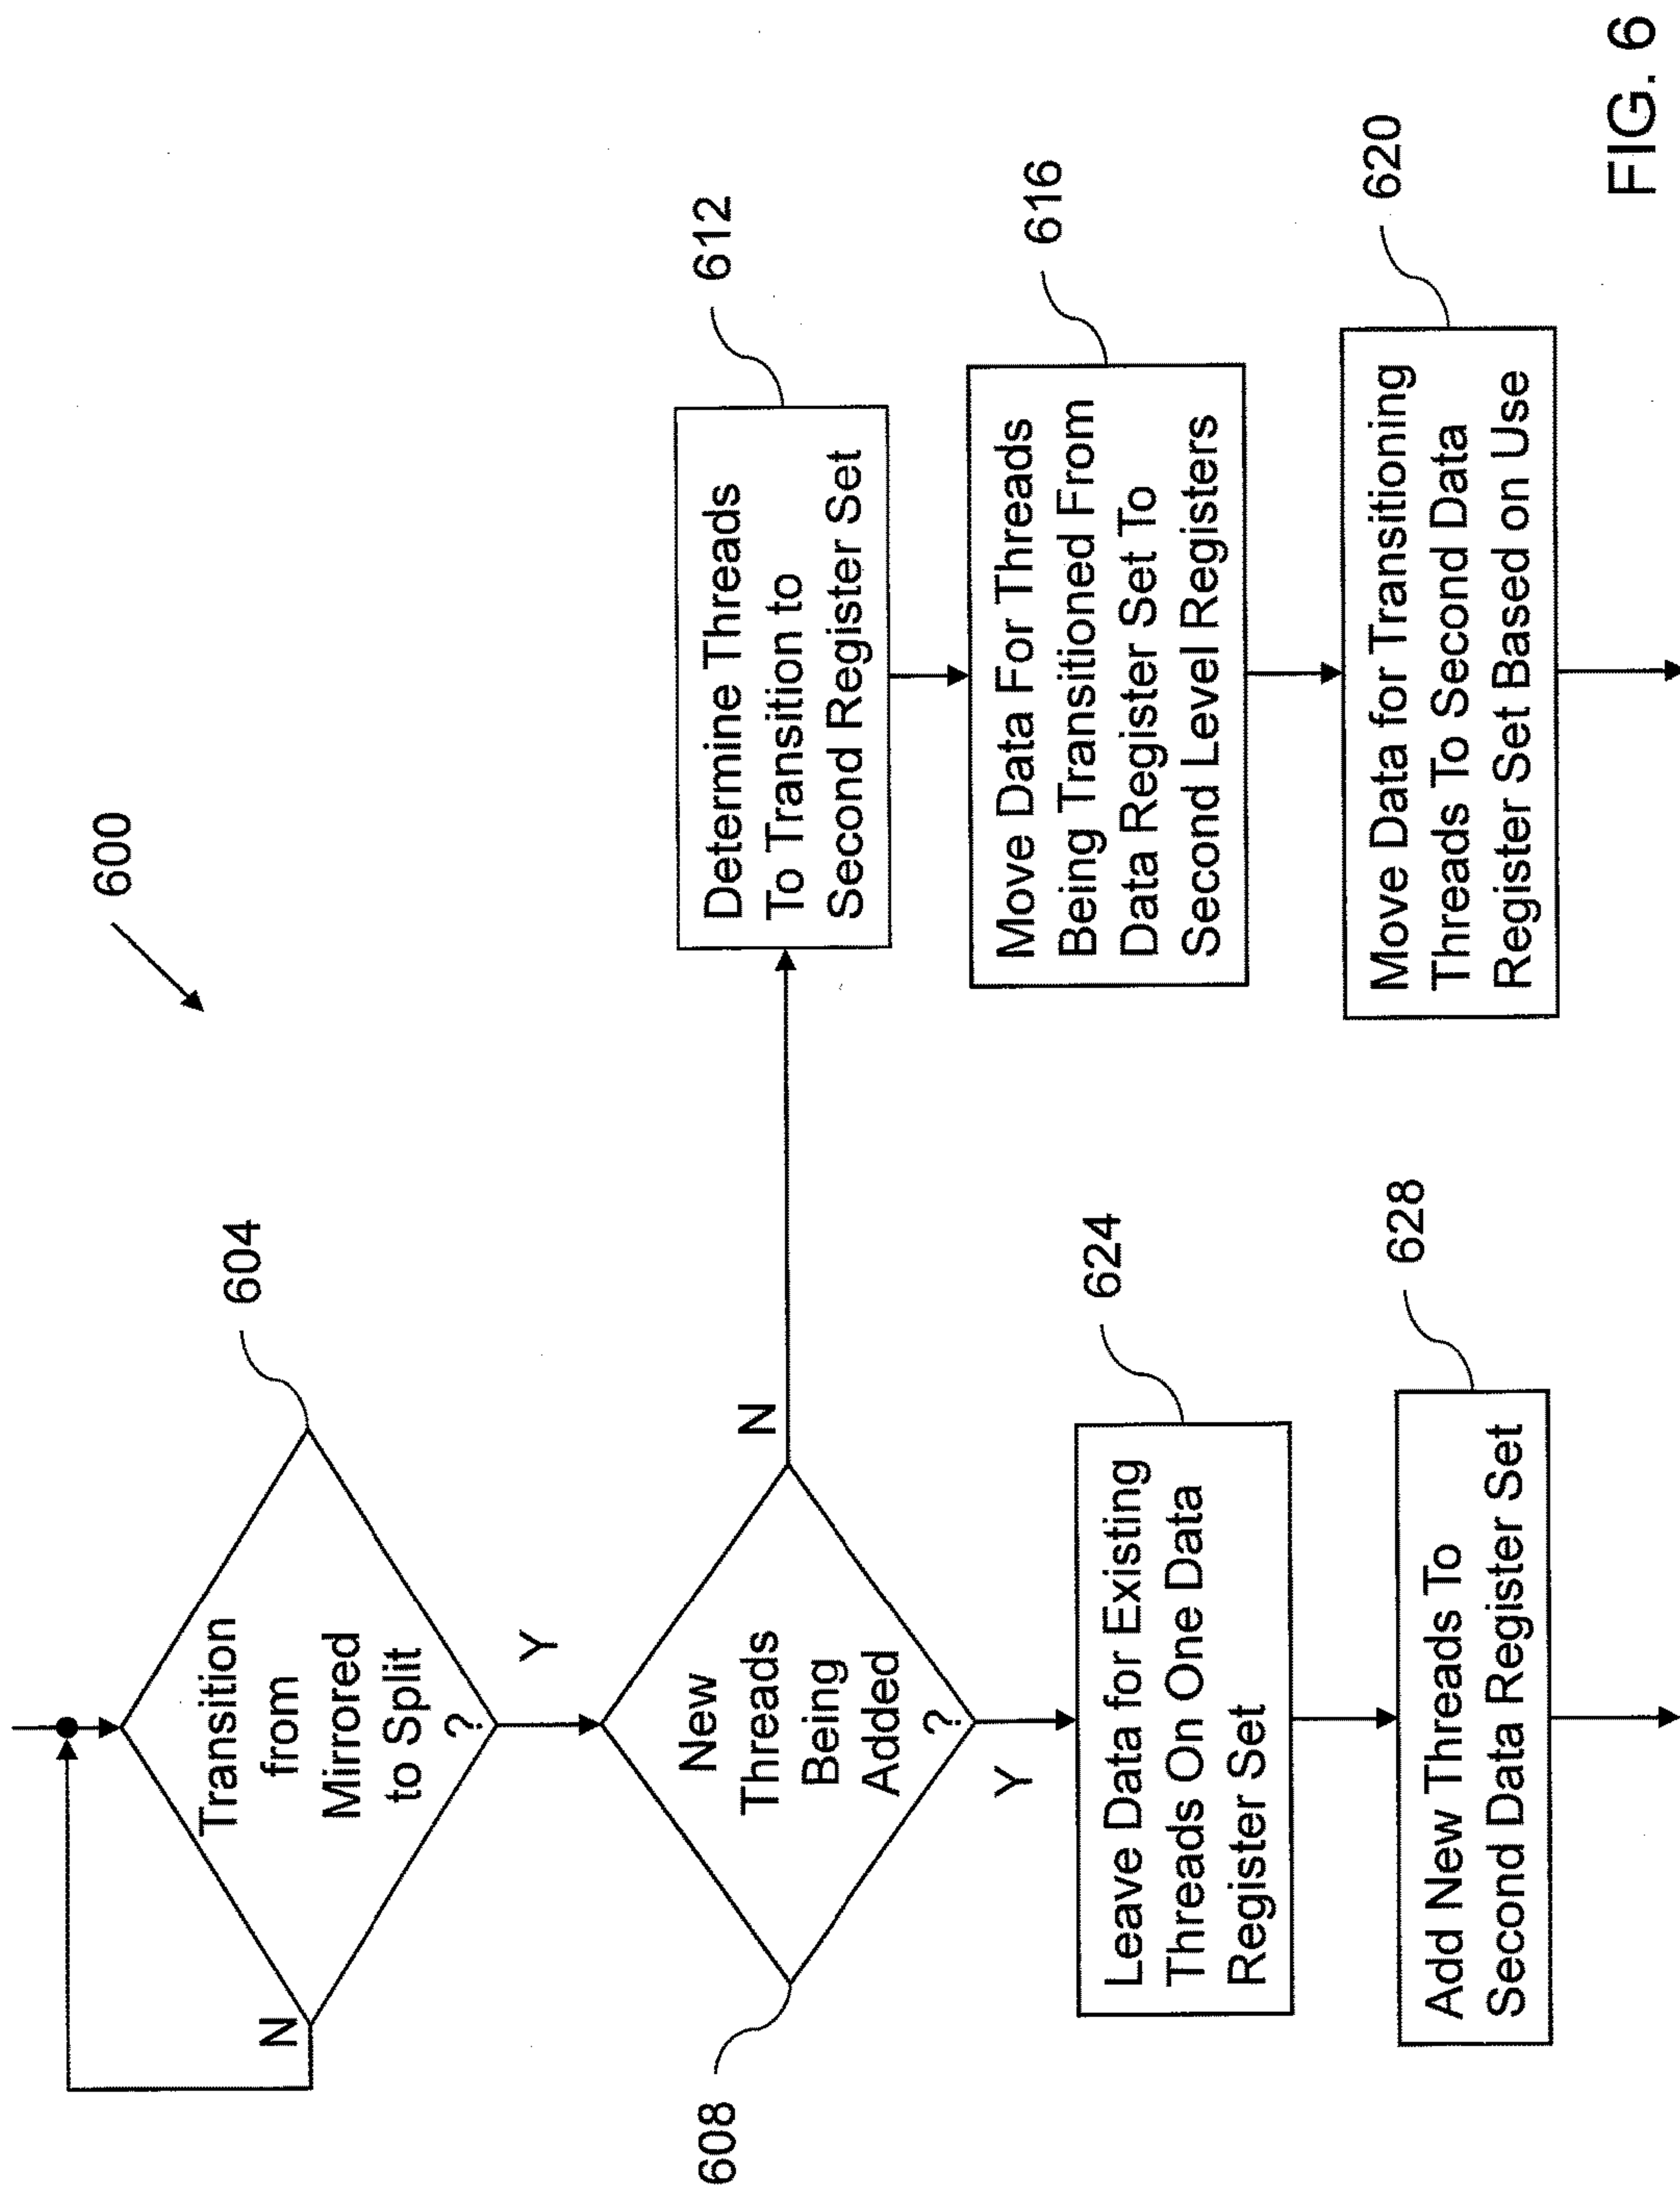 600
604
Transition
from
Mirrored
to Split
?
N
Y
608
New
Threads
Being
Added
?
N
Y
612
Determine Threads
To Transition to
Second Register Set
616
Move Data For Threads
Being Transitioned From
Data Register Set To
Second Level Registers
620
Move Data for Transitioning
Threads To Second Data
Register Set Based on Use
624
Leave Data for Existing
Threads On One Data
Register Set
628
Add New Threads To
Second Data Register Set
FIG. 6